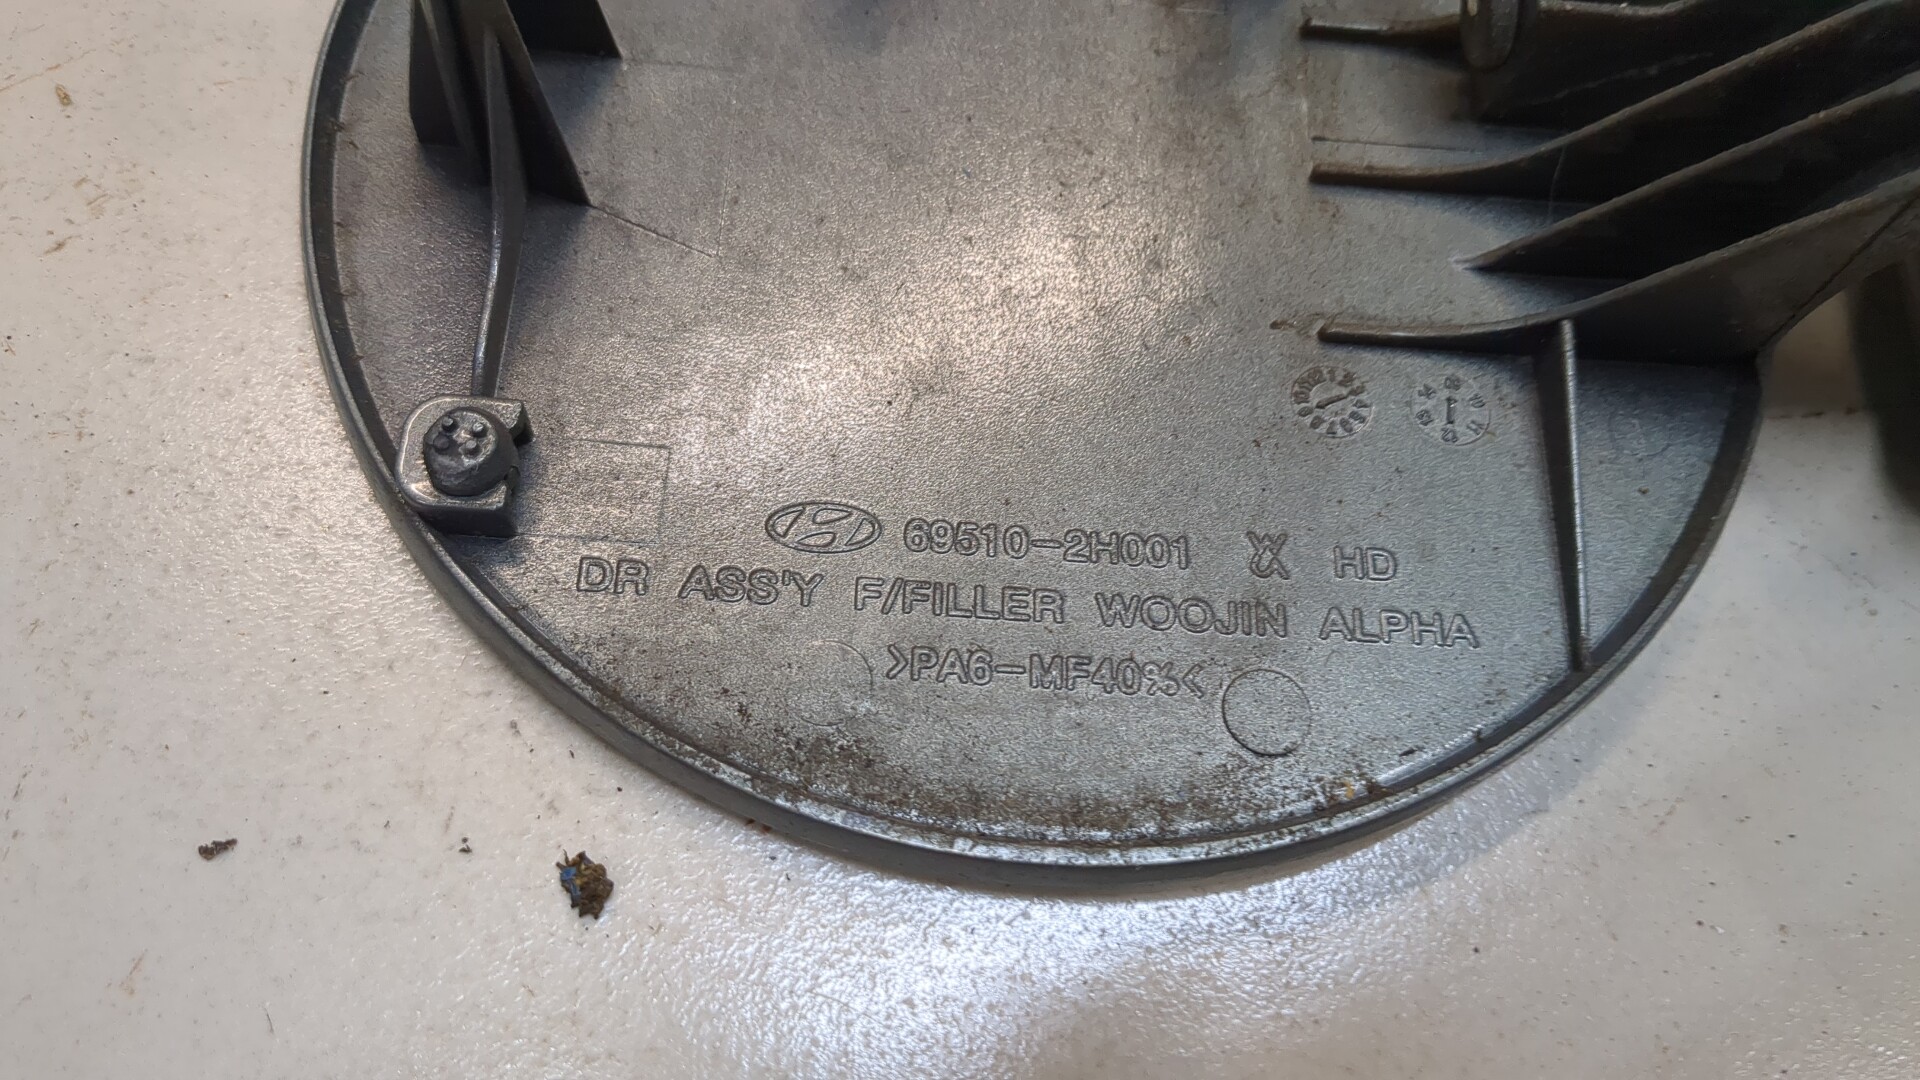 69510-2H001 HD
DR ASS'Y F/FILLER WOOJIN ALPHA
>PA6-MF40%<